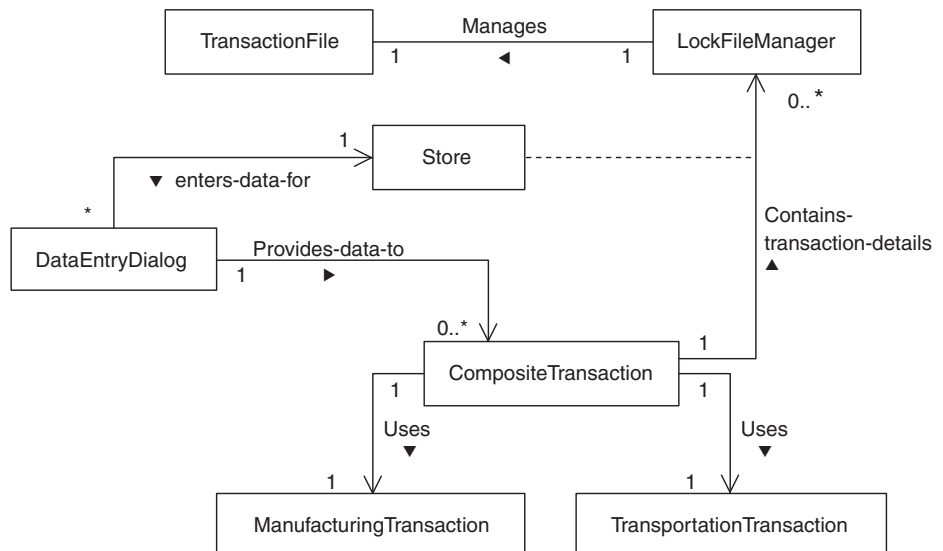 Manages
TransactionFile
LockFileManager
1
◄
1
0..*
1
Store
▼ enters-data-for
*
Contains-
transaction-details
▲
DataEntryDialog
Provides-data-to
1
►
0..*
1
CompositeTransaction
1
1
Uses
▼
Uses
▼
1
1
ManufacturingTransaction
TransportationTransaction